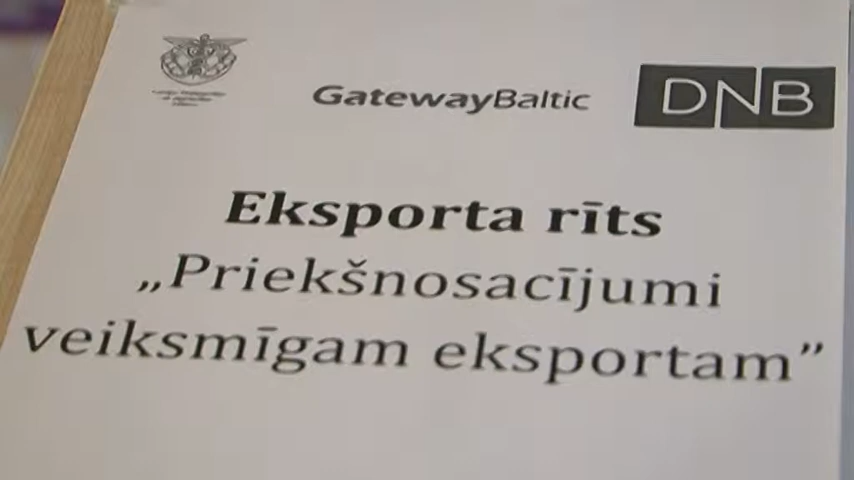 GatewayBaltic
DNB
Eksporta rīts
„Priekšnosacījumi
veiksmīgam eksportam”